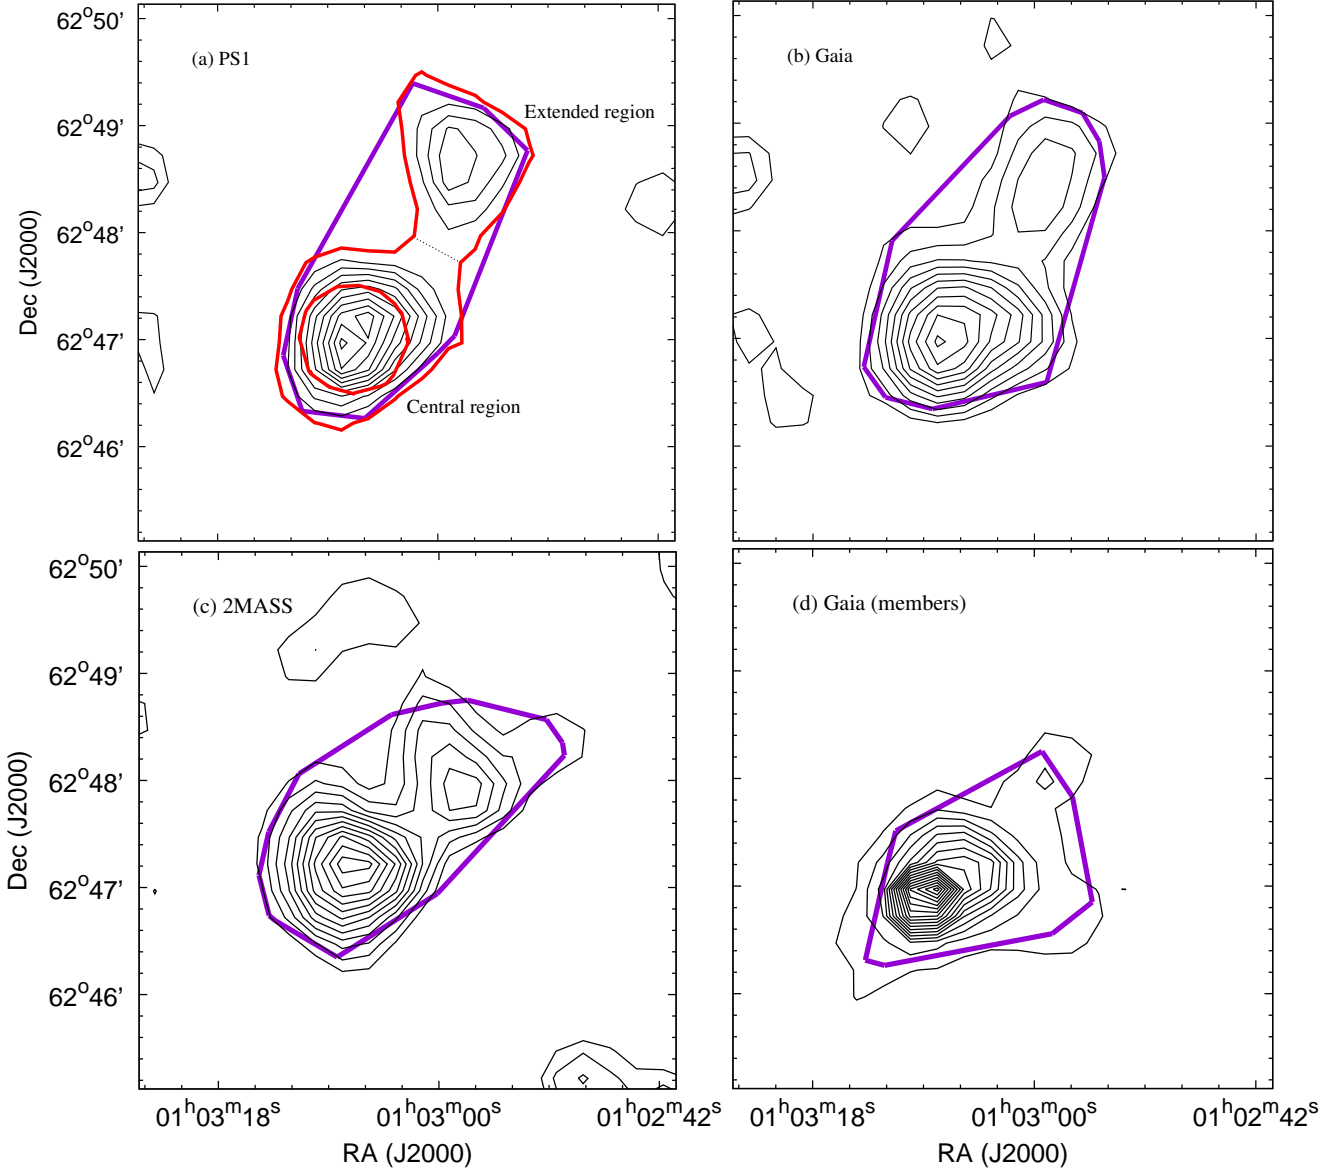 (a) PS1
Extended region
Central region
62°50'
62°49'
62°48'
62°47'
62°46'
Dec (J2000)
(b) Gaia
(c) 2MASS
62°50'
62°49'
62°48'
62°47'
62°46'
Dec (J2000)
01ʰ03ᵐ18ˢ 01ʰ03ᵐ00ˢ 01ʰ02ᵐ42ˢ
RA (J2000)
(d) Gaia (members)
01ʰ03ᵐ18ˢ 01ʰ03ᵐ00ˢ 01ʰ02ᵐ42ˢ
RA (J2000)